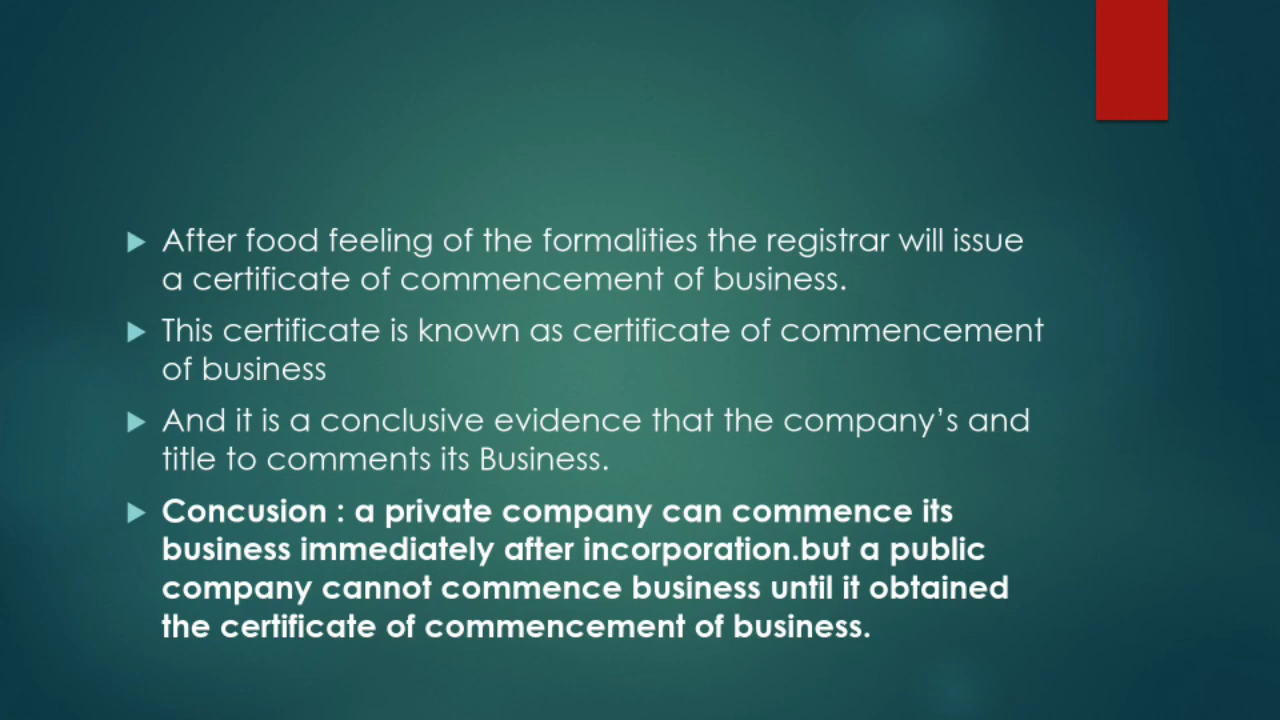 After food feeling of the formalities the registrar will issue
a certificate of commencement of business.
This certificate is known as certificate of commencement
of business
And it is a conclusive evidence that the company’s and
title to comments its Business.
Concusion : a private company can commence its
business immediately after incorporation.but a public
company cannot commence business until it obtained
the certificate of commencement of business.